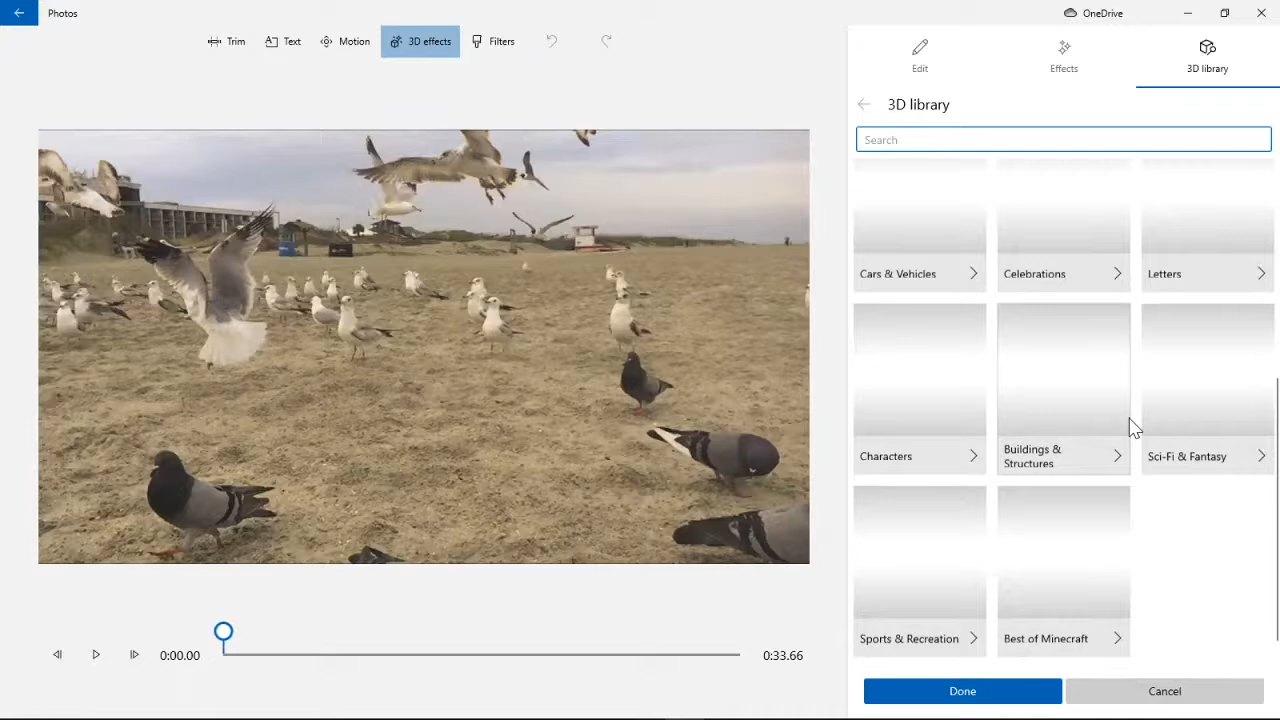 Photos
OneDrive
Trim
Text
Motion
3D effects
Filters
Edit
Effects
3D library
3D library
Search
Cars & Vehicles
Celebrations
Letters
Characters
Buildings &
Structures
Sci-Fi & Fantasy
Sports & Recreation
Best of Minecraft
0:00.00
0:33.66
Done
Cancel